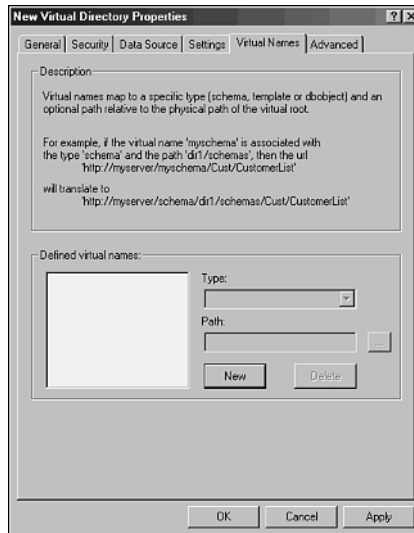 New Virtual Directory Properties
General Security Data Source Settings Virtual Names Advanced
Description
Virtual names map to a specific type (schema, template or dbobject) and an
optional path relative to the physical path of the virtual root.
For example, if the virtual name 'myschema' is associated with
the type 'schema' and the path 'dir1/schemas', then the url
'http://myserver/myschema/Cust/CustomerList'
will translate to
'http://myserver/schema/dir1/schemas/Cust/CustomerList'
Defined virtual names:
Type:
Path:
...
New Delete
OK Cancel Apply